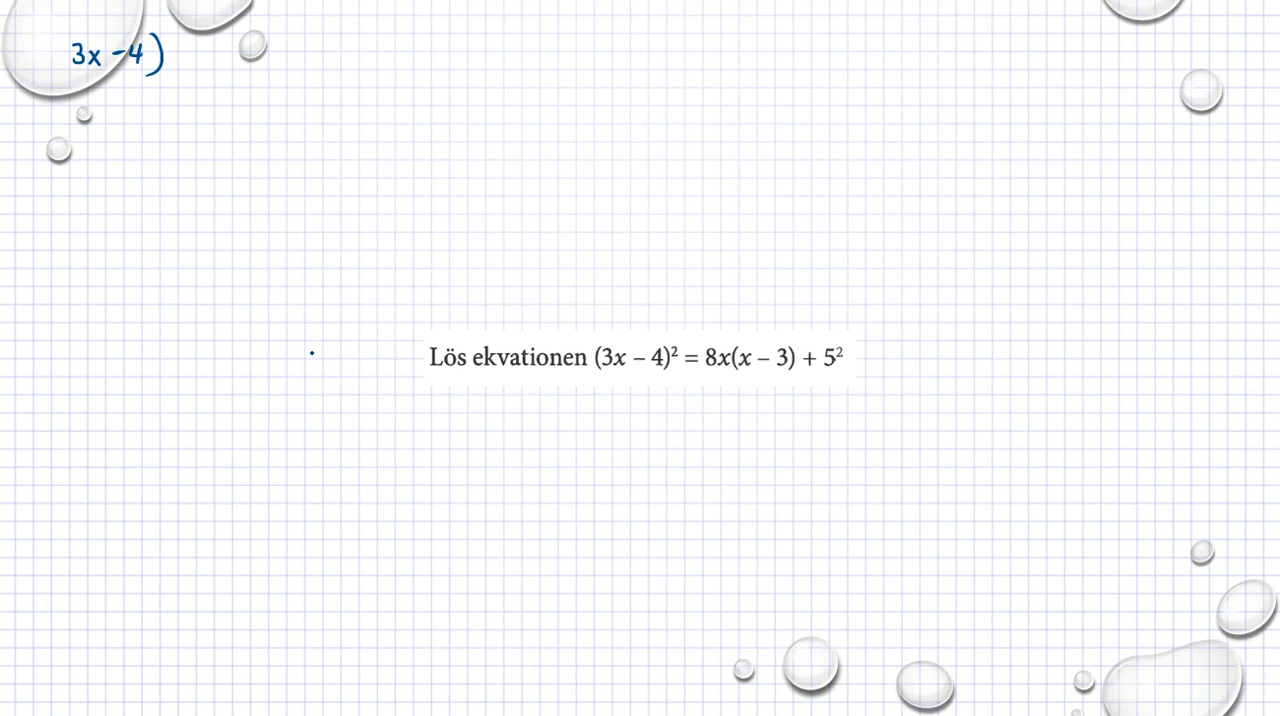 3x -4)
Lös ekvationen (3x – 4)² = 8x(x – 3) + 5²